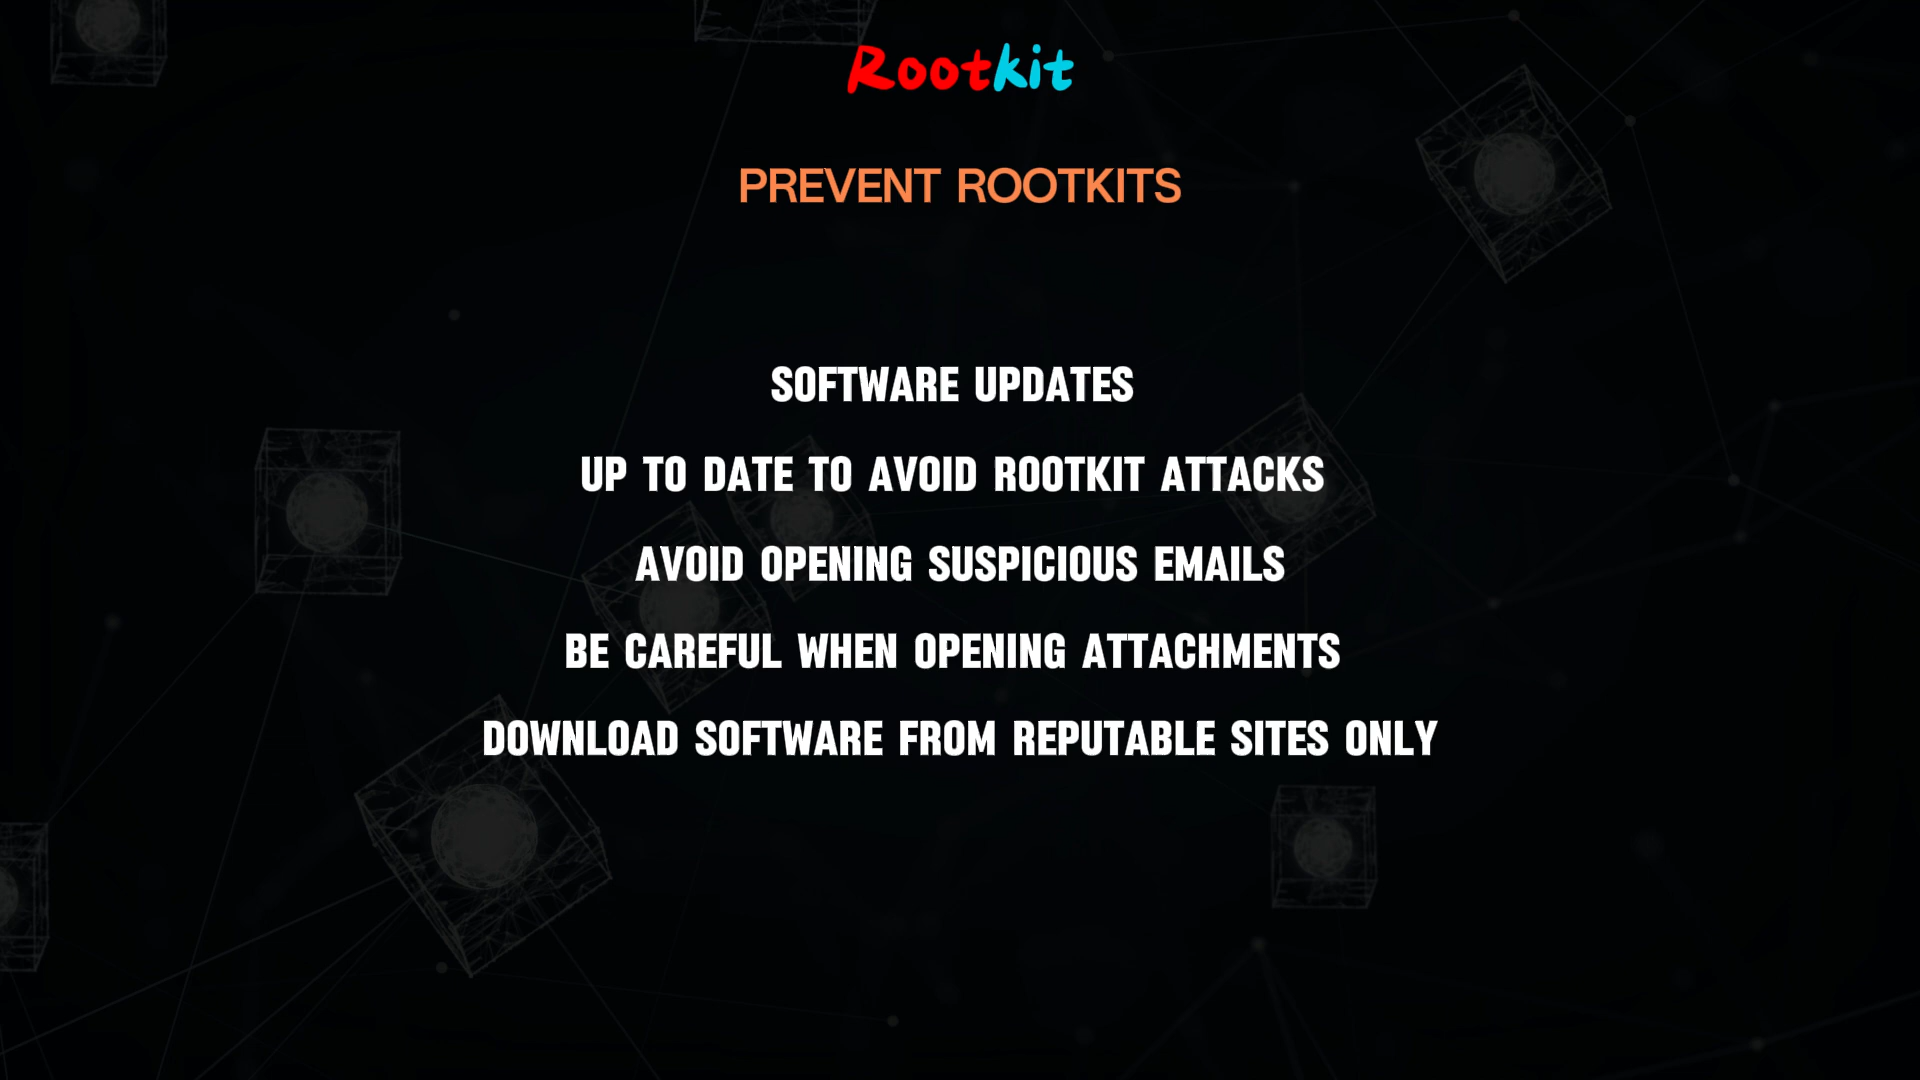 Rootkit
PREVENT ROOTKITS
SOFTWARE UPDATES
UP TO DATE TO AVOID ROOTKIT ATTACKS
AVOID OPENING SUSPICIOUS EMAILS
BE CAREFUL WHEN OPENING ATTACHMENTS
DOWNLOAD SOFTWARE FROM REPUTABLE SITES ONLY